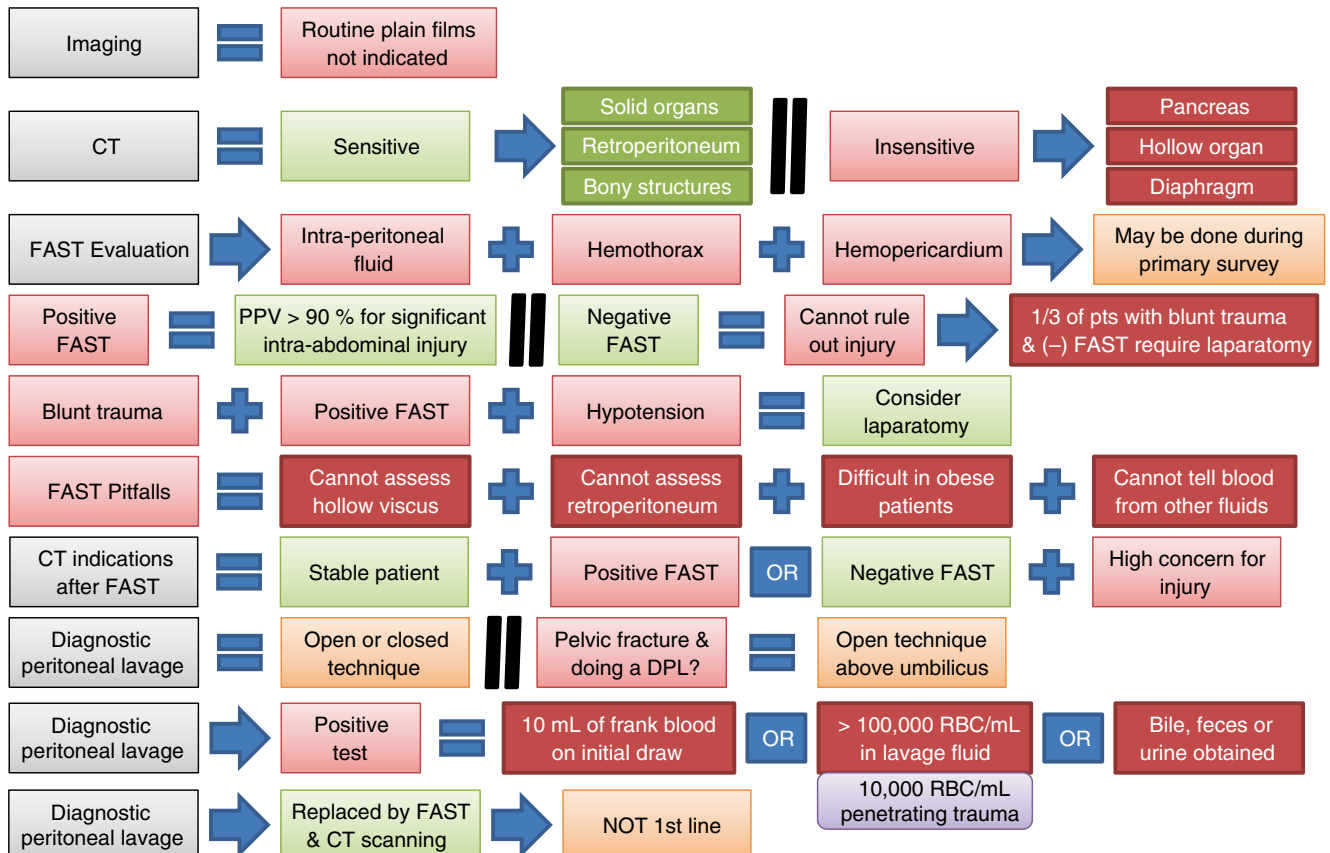 Imaging
Routine plain films
not indicated
CT
Sensitive
Solid organs
Retroperitoneum
Bony structures
Insensitive
Pancreas
Hollow organ
Diaphragm
FAST Evaluation
Intra-peritoneal
fluid
Hemothorax
Hemopericardium
May be done during
primary survey
Positive
FAST
PPV > 90 % for significant
intra-abdominal injury
Negative
FAST
Cannot rule
out injury
1/3 of pts with blunt trauma
& (–) FAST require laparatomy
Blunt trauma
Positive FAST
Hypotension
Consider
laparatomy
FAST Pitfalls
Cannot assess
hollow viscus
Cannot assess
retroperitoneum
Difficult in obese
patients
Cannot tell blood
from other fluids
CT indications
after FAST
Stable patient
Positive FAST
OR
Negative FAST
High concern for
injury
Diagnostic
peritoneal lavage
Open or closed
technique
Pelvic fracture &
doing a DPL?
Open technique
above umbilicus
Diagnostic
peritoneal lavage
Positive
test
10 mL of frank blood
on initial draw
OR
> 100,000 RBC/mL
in lavage fluid
10,000 RBC/mL
penetrating trauma
OR
Bile, feces or
urine obtained
Diagnostic
peritoneal lavage
Replaced by FAST
& CT scanning
NOT 1st line